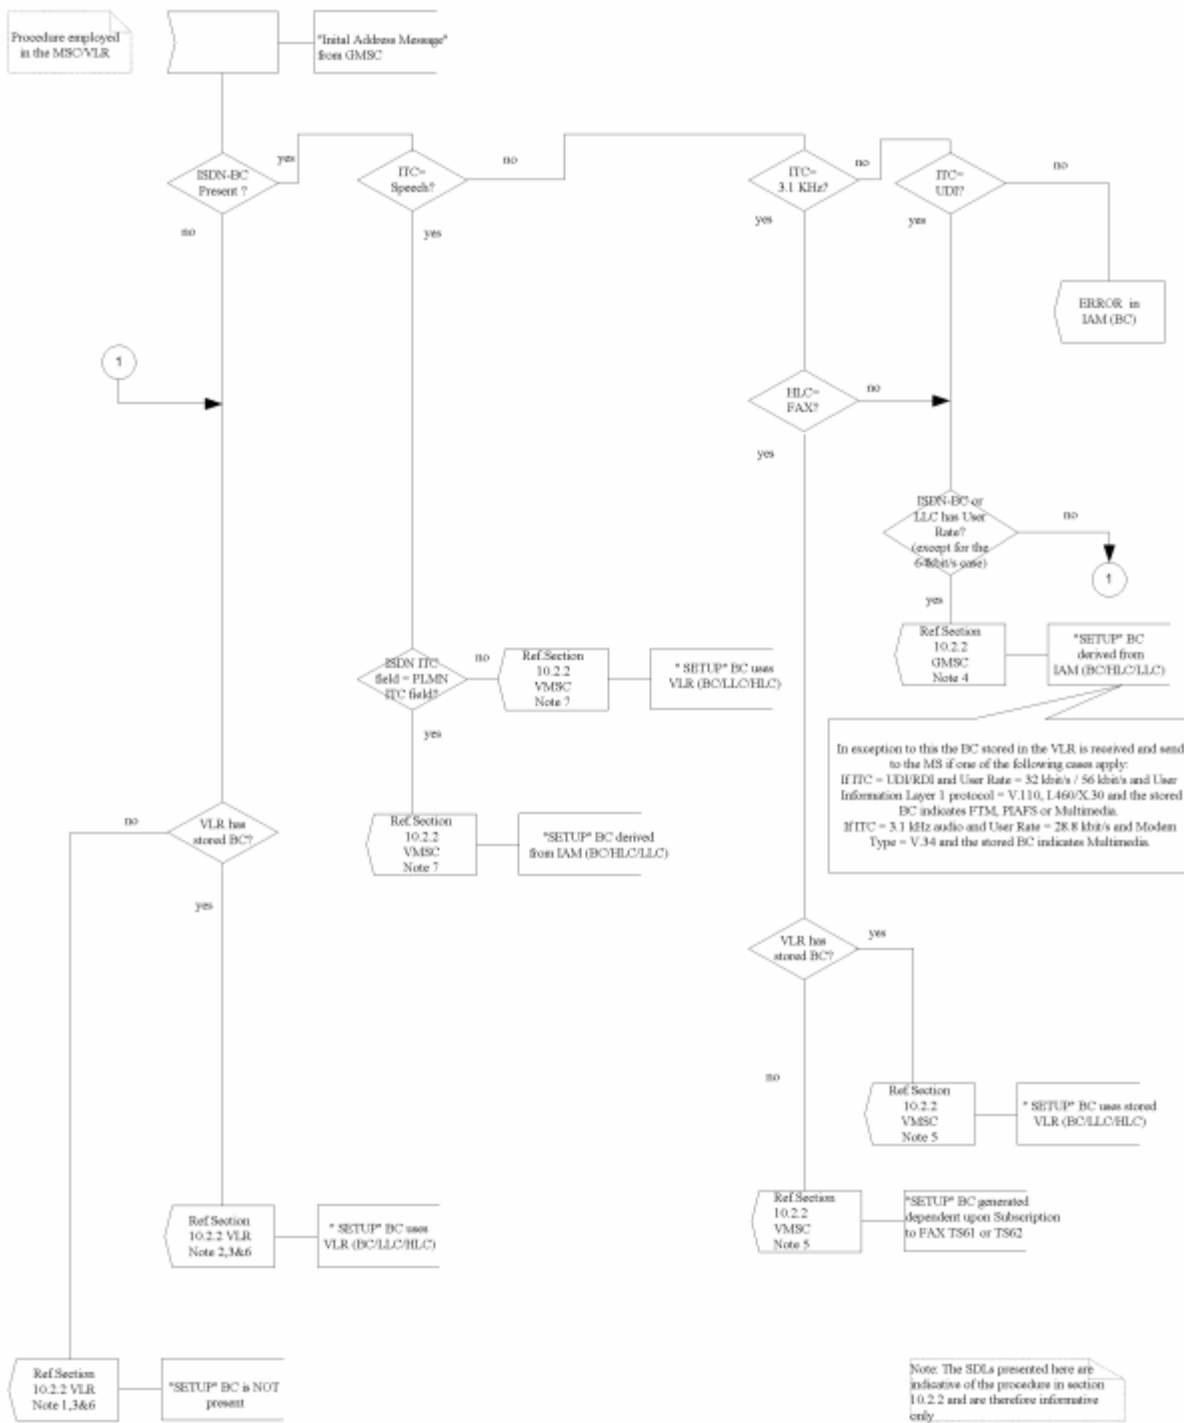 Procedure employed
in the MSC/VLR
"Inital Address Message"
from GMSC
ISDN-BC
Present ?
yes
no
ITC=
Speech?
no
yes
ITC=
3.1 KHz?
no
yes
ITC=
UDI?
no
yes
ERROR in
IAM (BC)
1
HLC=
FAX?
no
yes
ISDN-BC or
LLC has User
Rate?
(except for the
64kbit/s case)
no
yes
1
Ref.Section
10.2.2
GMSC
Note 4
"SETUP" BC
derived from
IAM (BC/HLC/LLC)
ISDN ITC
field = PLMN
ITC field?
no
yes
Ref.Section
10.2.2
VMSC
Note 7
" SETUP" BC uses
VLR (BC/LLC/HLC)
In exception to this the BC stored in the VLR is received and send
to the MS if one of the following cases apply:
If ITC = UDI/RDI and User Rate = 32 kbit/s / 56 kbit/s and User
Information Layer 1 protocol = V.110, I.460/X.30 and the stored
BC indicates FTM, PIAFS or Multimedia.
If ITC = 3.1 kHz audio and User Rate = 28.8 kbit/s and Modem
Type = V.34 and the stored BC indicates Multimedia.
VLR has
stored BC?
no
yes
Ref.Section
10.2.2
VMSC
Note 7
"SETUP" BC derived
from IAM (BC/HLC/LLC)
VLR has
stored BC?
yes
no
Ref.Section
10.2.2
VMSC
Note 5
" SETUP" BC uses stored
VLR (BC/LLC/HLC)
Ref.Section
10.2.2
VMSC
Note 5
"SETUP" BC generated
dependent upon Subscription
to FAX TS61 or TS62
Ref.Section
10.2.2 VLR
Note 2,3&6
" SETUP" BC uses
VLR (BC/LLC/HLC)
Ref.Section
10.2.2 VLR
Note 1,3&6
"SETUP" BC is NOT
present
Note: The SDLs presented here are
indicative of the procedure in section
10.2.2 and are therefore informative
only